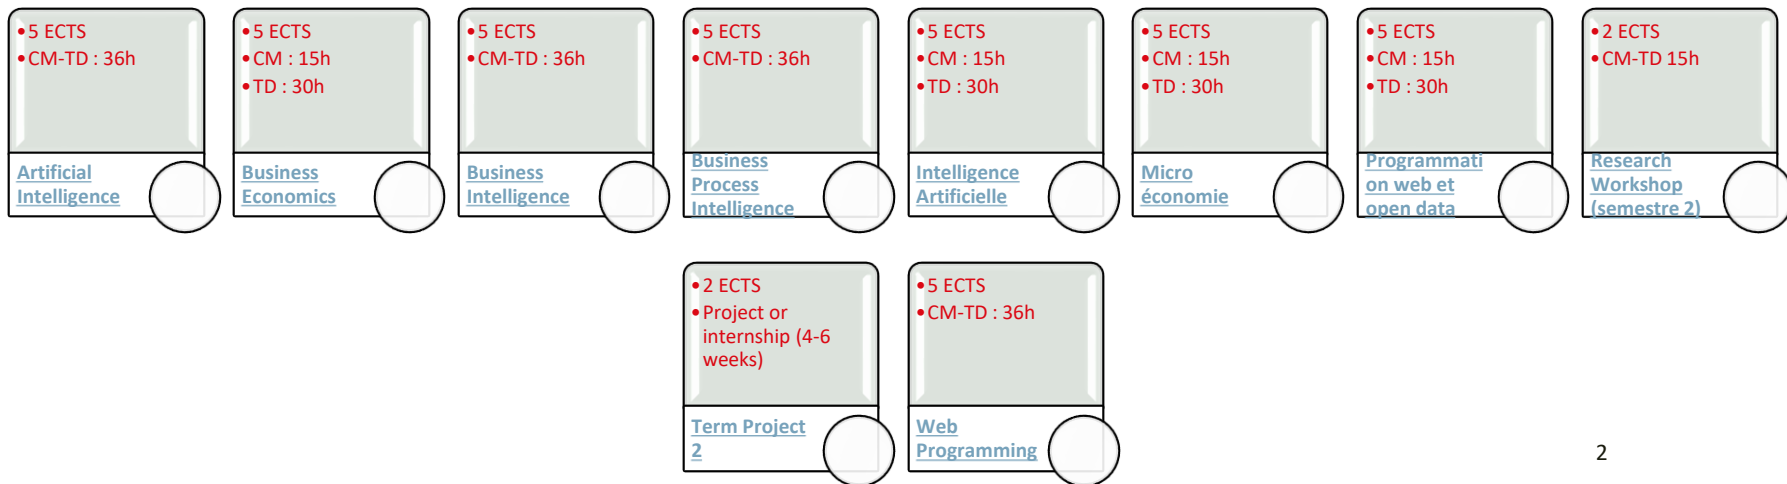 • 5 ECTS
• CM-TD : 36h
Artificial
Intelligence
• 5 ECTS
• CM : 15h
• TD : 30h
Business
Economics
• 5 ECTS
• CM-TD : 36h
Business
Intelligence
• 5 ECTS
• CM-TD : 36h
Business
Process
Intelligence
• 5 ECTS
• CM : 15h
• TD : 30h
Intelligence
Artificielle
• 5 ECTS
• CM : 15h
• TD : 30h
Micro
économie
• 5 ECTS
• CM : 15h
• TD : 30h
Programmati
on web et
open data
• 2 ECTS
• CM-TD 15h
Research
Workshop
(semestre 2)
• 2 ECTS
• Project or
internship (4-6
weeks)
Term Project
2
• 5 ECTS
• CM-TD : 36h
Web
Programming
2